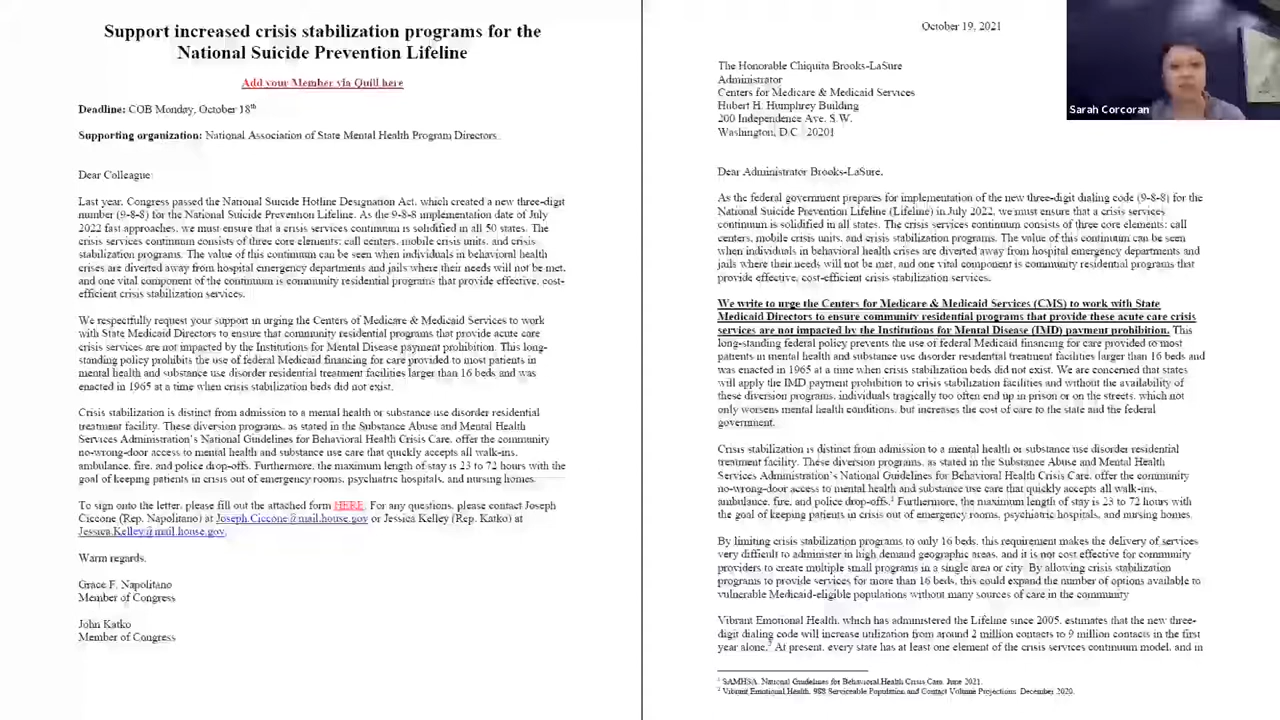 Support increased crisis stabilization programs for the
National Suicide Prevention Lifeline
Add your Member via Quill here
Deadline: COB Monday, October 18th
Supporting organization: National Association of State Mental Health Program Directors
Dear Colleague
Last year, Congress passed the National Suicide Hotline Designation Act, which created a new three-digit
number (9-8-8) for the National Suicide Prevention Lifeline. As the 9-8-8 implementation date of July
2022 fast approaches, we must ensure that a crisis services continuum is solidified in all 50 states. The
crisis services continuum consists of three core elements: call centers, mobile crisis units, and crisis
stabilization programs. The value of this continuum can be seen when individuals in behavioral health
crises are diverted away from hospital emergency departments and jails where their needs will not be met,
and one vital component of the continuum is community residential programs that provide effective, cost-
efficient crisis stabilization services.
We respectfully request your support in urging the Centers of Medicare & Medicaid Services to work
with State Medicaid Directors to ensure that community residential programs that provide acute care
crisis services are not impacted by the Institutions for Mental Disease payment prohibition. This long-
standing policy prohibits the use of federal Medicaid financing for care provided to most patients in
mental health and substance use disorder residential treatment facilities larger than 16 beds and was
enacted in 1965 at a time when crisis stabilization beds did not exist.
Crisis stabilization is distinct from admission to a mental health or substance use disorder residential
treatment facility. These diversion programs, as stated in the Substance Abuse and Mental Health
Services Administration's National Guidelines for Behavioral Health Crisis Care, offer the community
no-wrong-door access to mental health and substance use care that quickly accepts all walk-ins,
ambulance, fire, and police drop-offs. Furthermore, the maximum length of stay is 23 to 72 hours with the
goal of keeping patients in crisis out of emergency rooms, psychiatric hospitals, and nursing homes.
To sign onto the letter, please fill out the attached form HERE. For any questions, please contact Joseph
Ciccone (Rep. Napolitano) at Joseph.Ciccone@mail.house.gov or Jessica Kelley (Rep. Katko) at
Jessica.Kelley@mail.house.gov.
Warm regards,
Grace F. Napolitano
Member of Congress
John Katko
Member of Congress
October 19, 2021
The Honorable Chiquita Brooks-LaSure
Administrator
Centers for Medicare & Medicaid Services
Hubert H. Humphrey Building
200 Independence Ave. S.W.
Washington, D.C. 20201
Dear Administrator Brooks-LaSure,
As the federal government prepares for implementation of the new three-digit dialing code (9-8-8) for the
National Suicide Prevention Lifeline (Lifeline) in July 2022, we must ensure that a crisis services
continuum is solidified in all states. The crisis services continuum consists of three core elements: call
centers, mobile crisis units, and crisis stabilization programs. The value of this continuum can be seen
when individuals in behavioral health crises are diverted away from hospital emergency departments and
jails where their needs will not be met, and one vital component is community residential programs that
provide effective, cost-efficient crisis stabilization services.
We write to urge the Centers for Medicare & Medicaid Services (CMS) to work with State
Medicaid Directors to ensure community residential programs that provide these acute care crisis
services are not impacted by the Institutions for Mental Disease (IMD) payment prohibition. This
long-standing federal policy prevents the use of federal Medicaid financing for care provided to most
patients in mental health and substance use disorder residential treatment facilities larger than 16 beds and
was enacted in 1965 at a time when crisis stabilization beds did not exist. We are concerned that states
will apply the IMD payment prohibition to crisis stabilization facilities and without the availability of
these diversion programs, individuals tragically too often end up in prison or on the streets, which not
only worsens mental health conditions, but increases the cost of care to the state and the federal
government.
Crisis stabilization is distinct from admission to a mental health or substance use disorder residential
treatment facility. These diversion programs, as stated in the Substance Abuse and Mental Health
Services Administration's National Guidelines for Behavioral Health Crisis Care, offer the community
no-wrong-door access to mental health and substance use care that quickly accepts all walk-ins,
ambulance, fire, and police drop-offs.1 Furthermore, the maximum length of stay is 23 to 72 hours with
the goal of keeping patients in crisis out of emergency rooms, psychiatric hospitals, and nursing homes.
By limiting crisis stabilization programs to only 16 beds, this requirement makes the delivery of services
very difficult to administer in high demand geographic areas, and it is not cost effective for community
providers to create multiple small programs in a single area or city. By allowing crisis stabilization
programs to provide services for more than 16 beds, this could expand the number of options available to
vulnerable Medicaid-eligible populations without many sources of care in the community
Vibrant Emotional Health, which has administered the Lifeline since 2005, estimates that the new three-
digit dialing code will increase utilization from around 2 million contacts to 9 million contacts in the first
year alone.2 At present, every state has at least one element of the crisis services continuum model, and in
1 SAMHSA. National Guidelines for Behavioral Health Crisis Care. June 2021.
2 Vibrant Emotional Health. 988 Serviceable Population and Contact Volume Projections. December 2020.
Sarah Corcoran